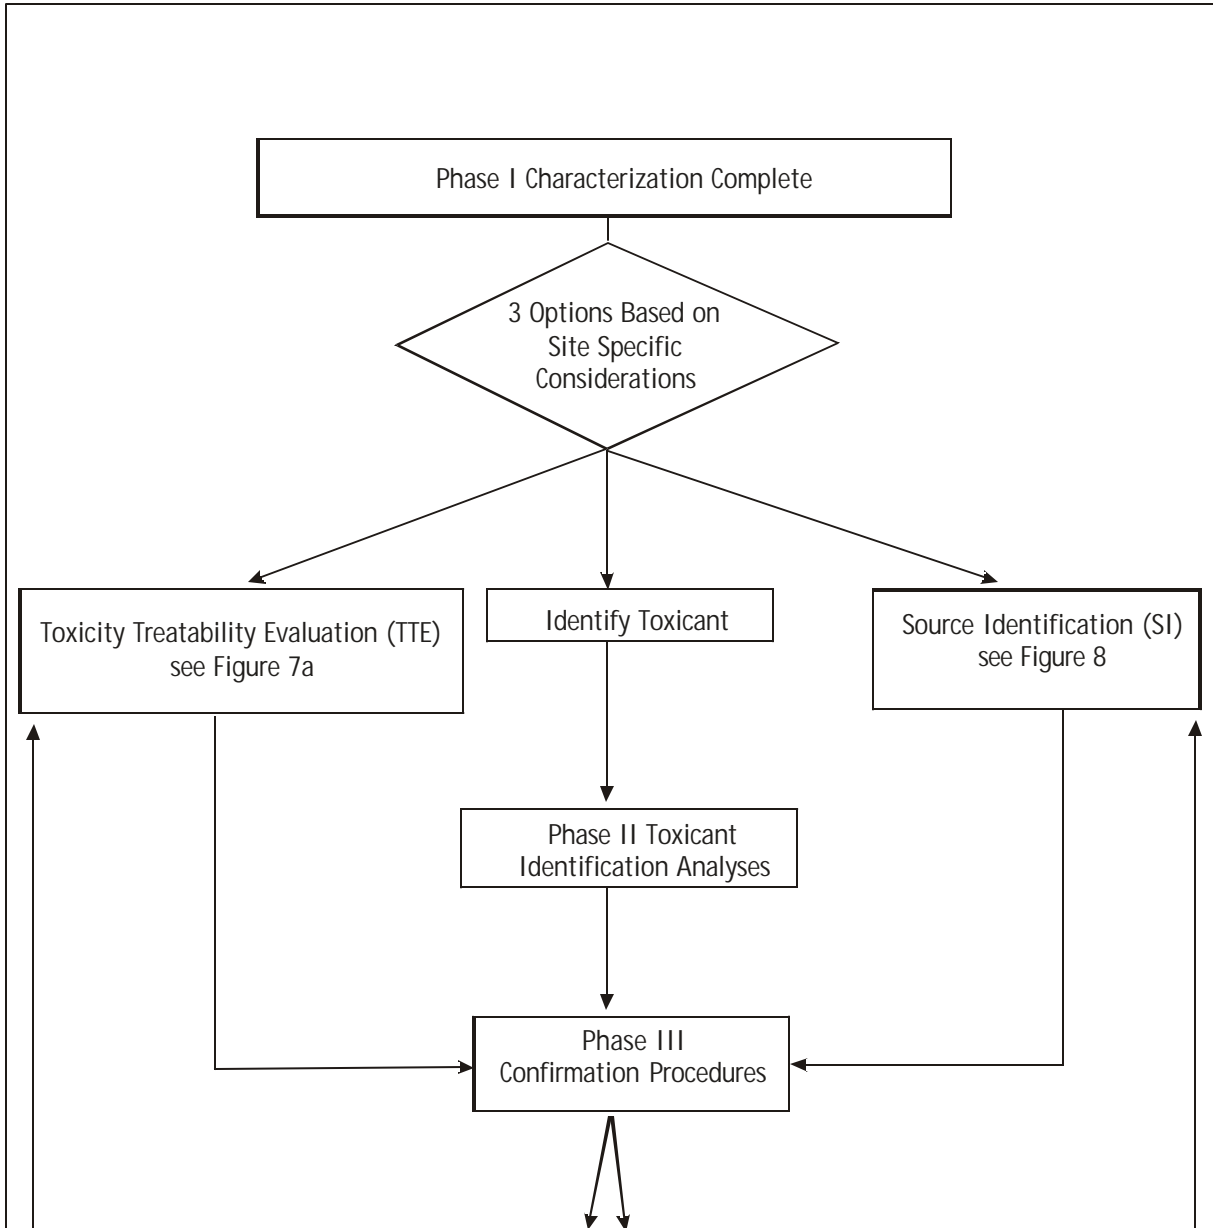 Phase I Characterization Complete
3 Options Based on
Site Specific
Considerations
Toxicity Treatability Evaluation (TTE)
see Figure 7a
Identify Toxicant
Source Identification (SI)
see Figure 8
Phase II Toxicant
Identification Analyses
Phase III
Confirmation Procedures